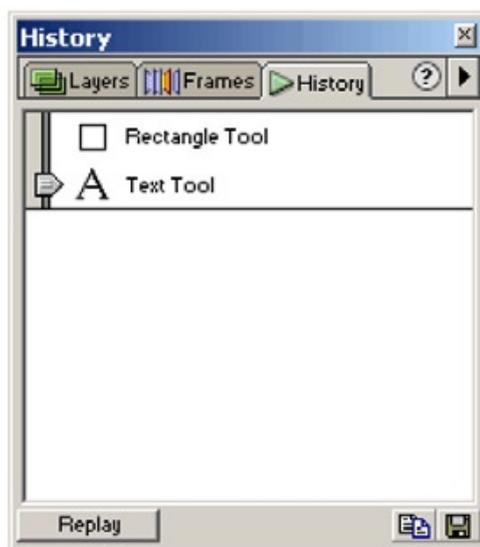 History
Layers Frames History ?
Rectangle Tool
A Text Tool
Replay